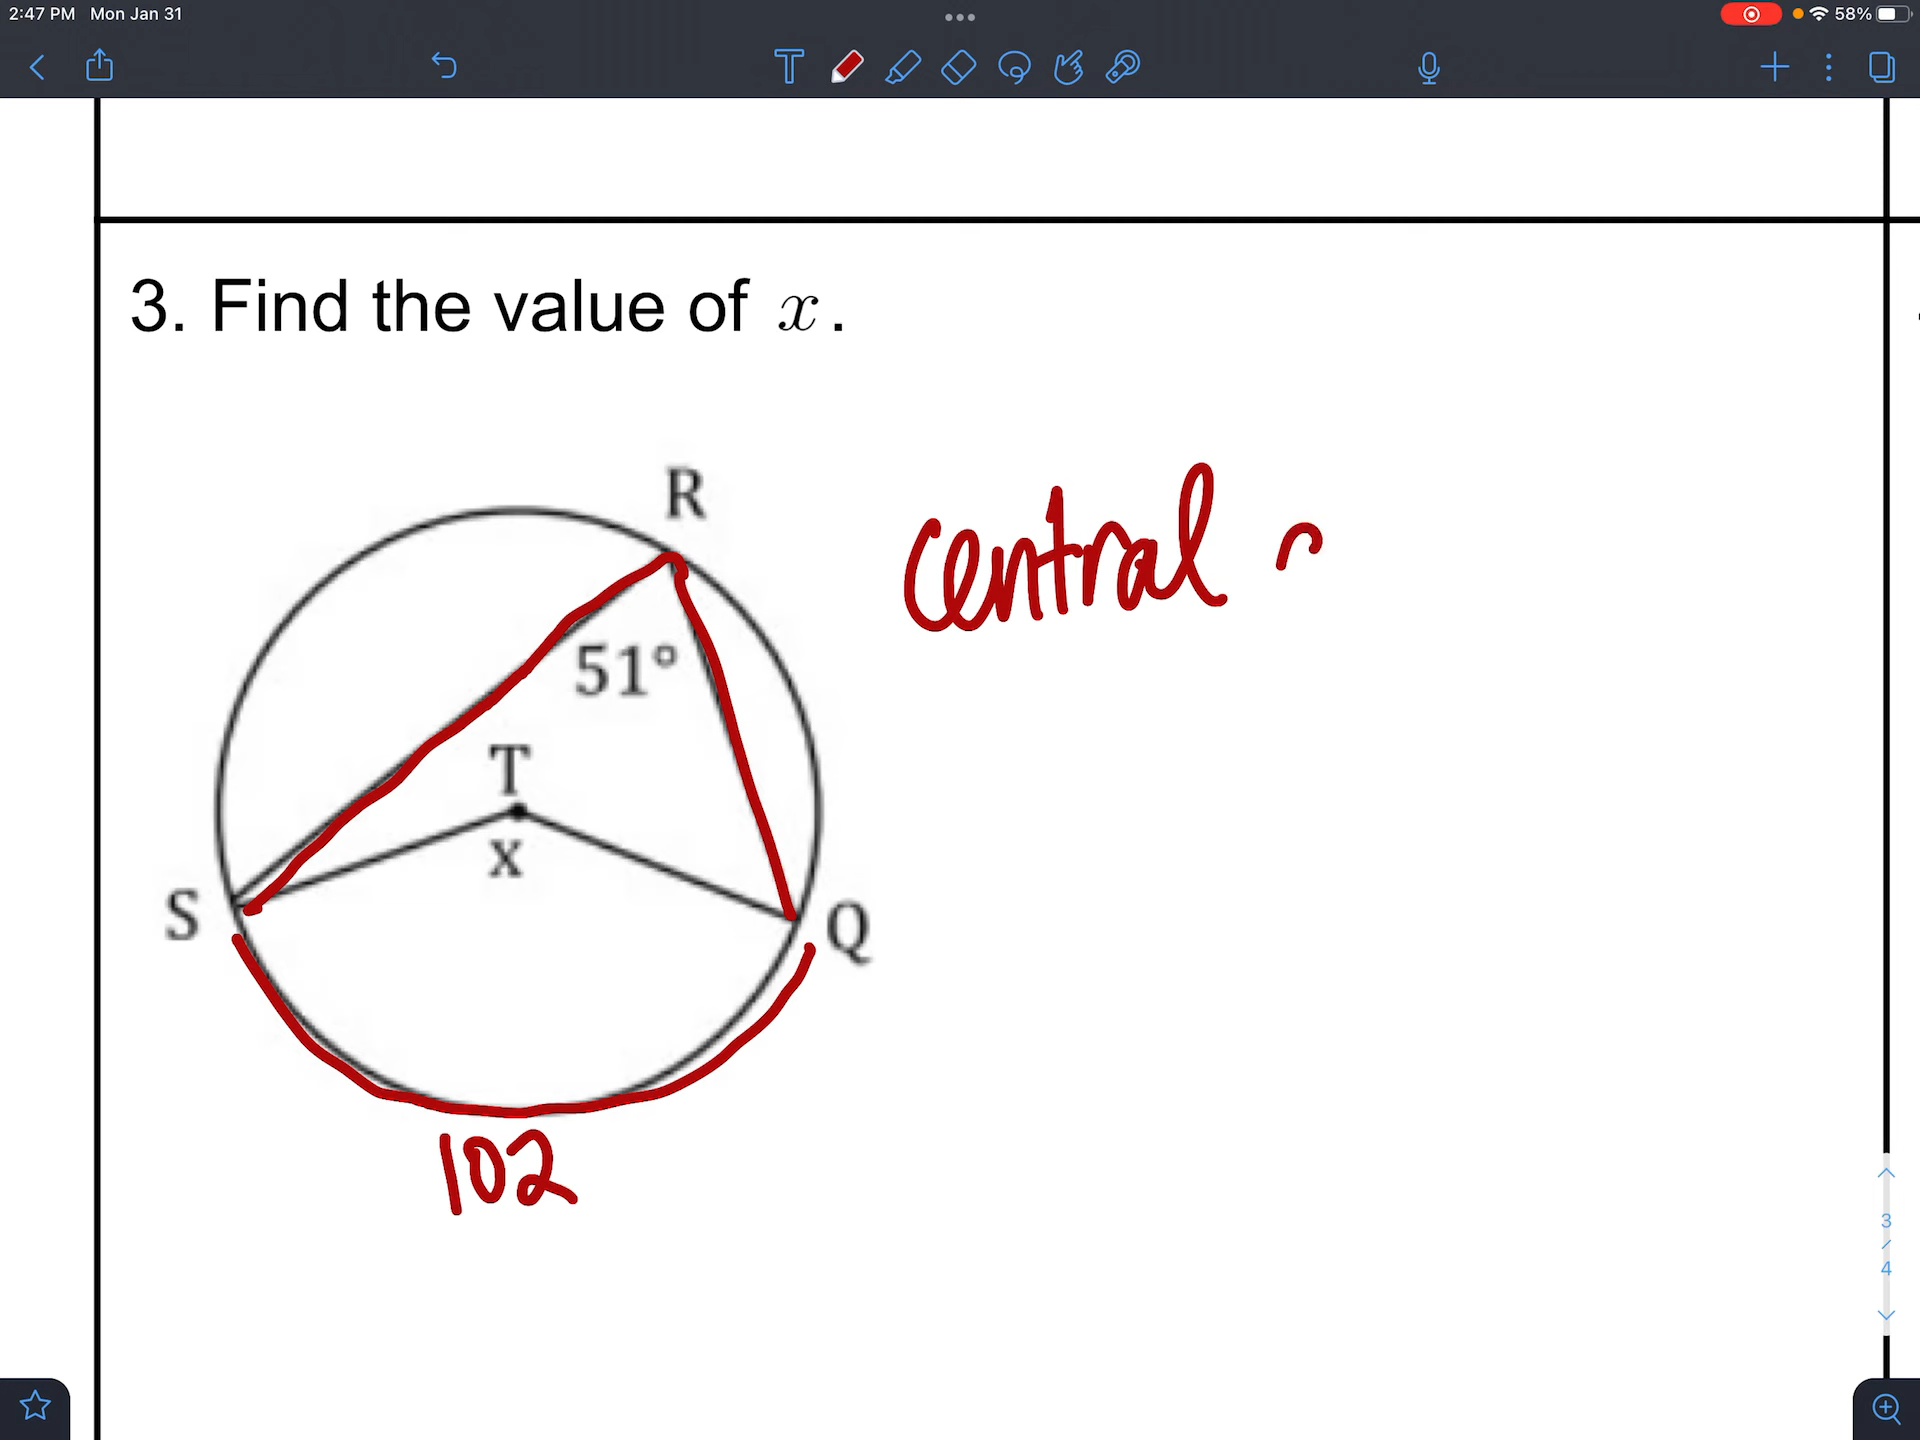 2:47 PM Mon Jan 31
58%
3. Find the value of x.
R
central
51°
T
x
S
Q
102
3
/
4